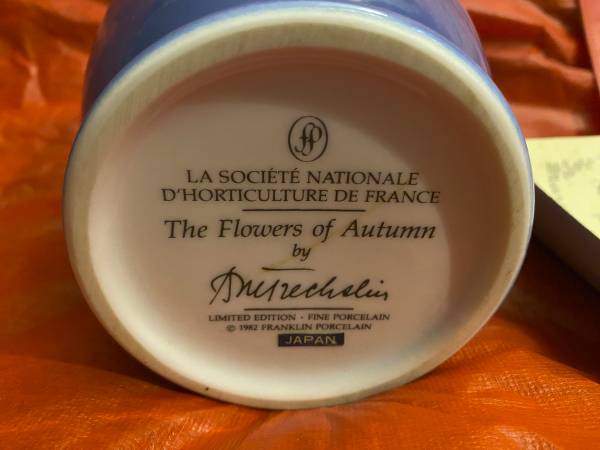 FP
LA SOCIÉTÉ NATIONALE
D'HORTICULTURE DE FRANCE
The Flowers of Autumn
by
LIMITED EDITION · FINE PORCELAIN
© 1982 FRANKLIN PORCELAIN
JAPAN